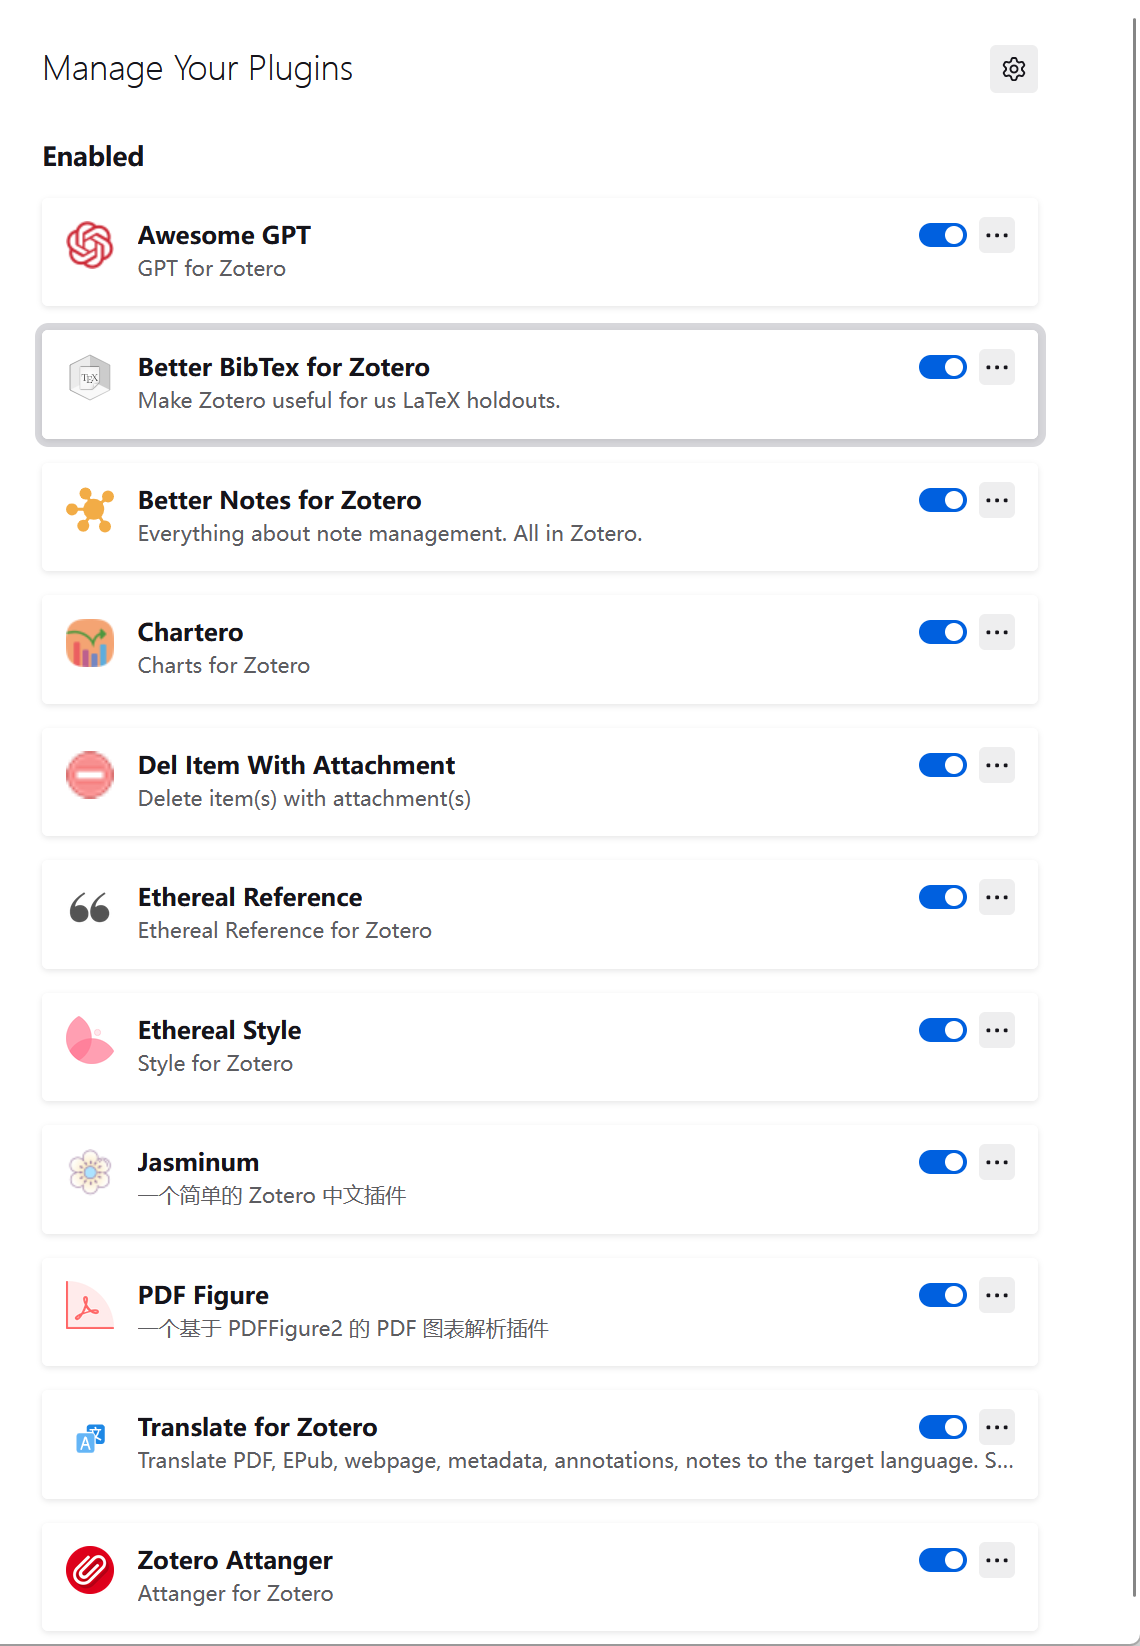 Manage Your Plugins
Enabled
Awesome GPT
GPT for Zotero
TEX
Better BibTex for Zotero
Make Zotero useful for us LaTeX holdouts.
Better Notes for Zotero
Everything about note management. All in Zotero.
Chartero
Charts for Zotero
Del Item With Attachment
Delete item(s) with attachment(s)
Ethereal Reference
Ethereal Reference for Zotero
Ethereal Style
Style for Zotero
Jasminum
一个简单的 Zotero 中文插件
PDF Figure
一个基于 PDFFigure2 的 PDF 图表解析插件
A 文
Translate for Zotero
Translate PDF, EPub, webpage, metadata, annotations, notes to the target language. S...
Zotero Attanger
Attanger for Zotero